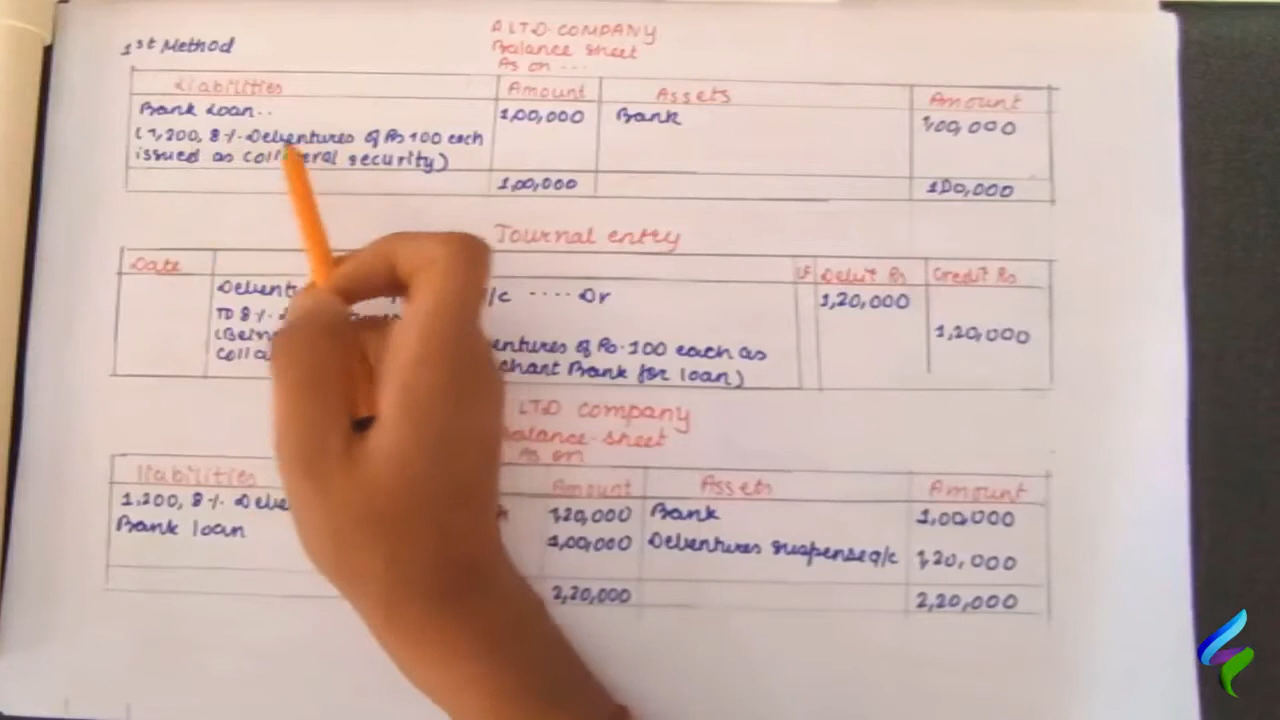 1st Method
A LTD. COMPANY
Balance sheet
As on ...
Liabilities Amount Assets Amount
Bank Loan.. 1,00,000 Bank 1,00,000
(1,200, 8%. Debentures of Rs 100 each
issued as collateral security)
1,00,000 1,00,000
Journal entry
Date LF Debit Rs Credit Rs
/c .... Dr 1,20,000
To 8%. 1,20,000
(Being entures of Rs.100 each as
chant Bank for loan)
LTD company
Balance-sheet
As on
Liabilities Amount Assets Amount
1,200, 8%. Debe 1,20,000 Bank 1,00,000
Bank loan 1,00,000 Debentures suspense a/c 1,20,000
2,20,000 2,20,000